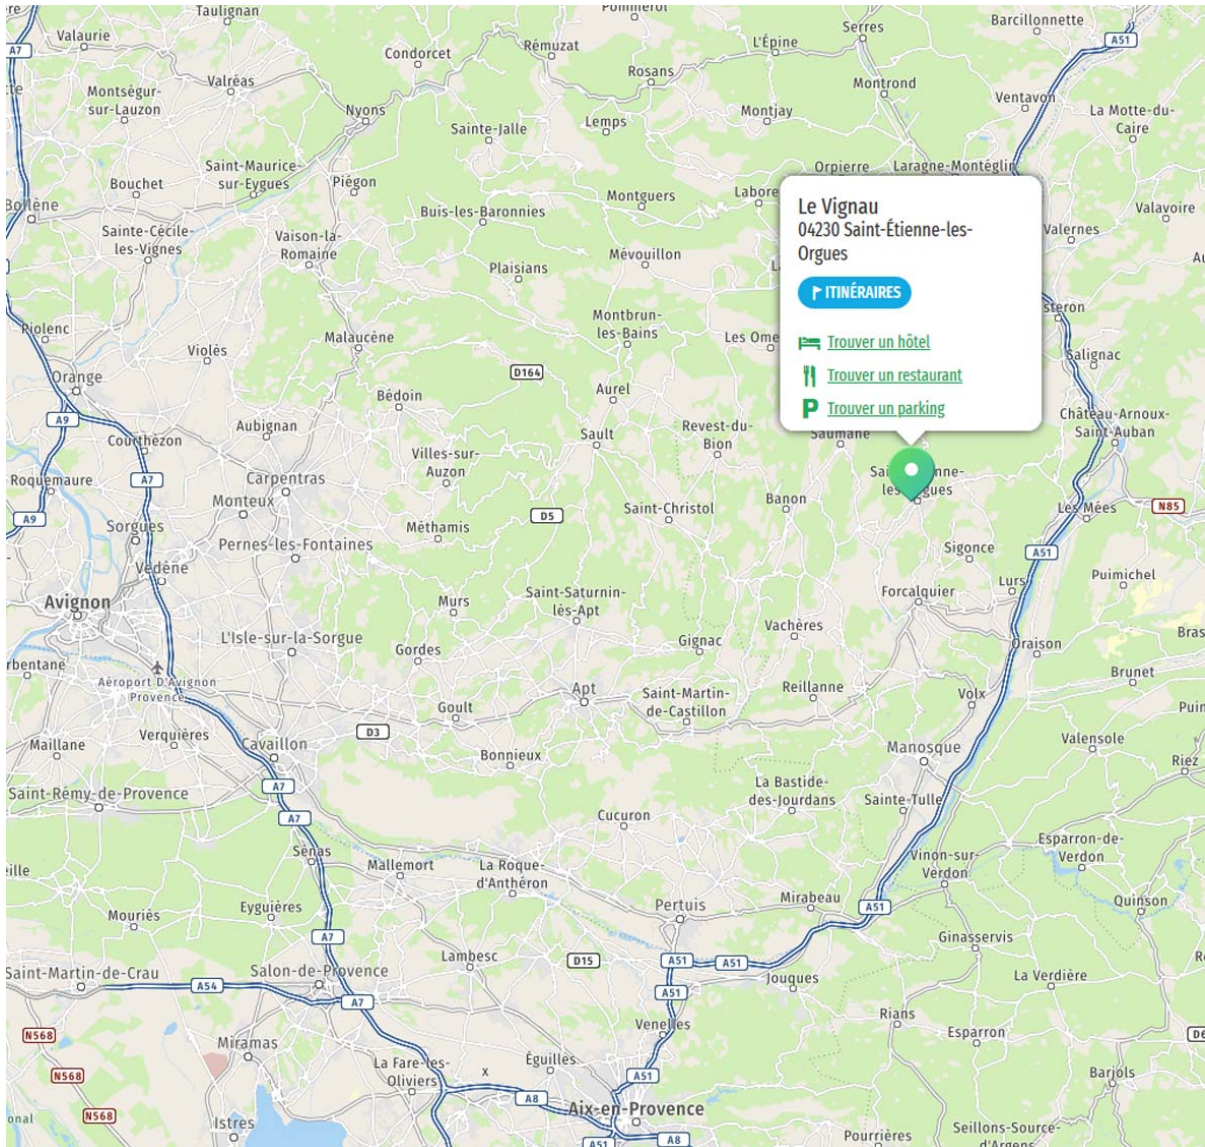 Taulignan
Pommerol
Barcillonnette
Valaurie
Condorcet
Rémuzat
L'Épine
Serres
A51
A7
Rosans
Montrond
Valréas
Montségur-
sur-Lauzon
Nyons
Montjay
Ventavon
La Motte-du-
Caire
Sainte-Jalle
Lemps
Saint-Maurice-
sur-Eygues
Orpierre
Laragne-Montéglin
Bouchet
Piégon
Montguers
Bollène
Buis-les-Baronnies
Valavoire
Le Vignau
04230 Saint-Étienne-les-
Orgues
ITINÉRAIRES
Trouver un hôtel
Trouver un restaurant
Trouver un parking
Sainte-Cécile-
les-Vignes
Vaison-la-
Romaine
Valernes
Mévouillon
Plaisians
Piolenc
Montbrun-
les-Bains
Malaucène
Violès
Salignac
Orange
D164
Aurel
Bédoin
A9
Château-Arnoux-
Saint-Auban
Aubignan
Courthézon
Sault
Revest-du-
Bion
Saumane
Villes-sur-
Auzon
Roquemaure
A7
Carpentras
Monteux
Banon
A9
Sorgues
Méthamis
D5
Saint-Christol
Les Mées
N85
Pernes-les-Fontaines
Sigonce
A51
Vedène
Puimichel
Avignon
Murs
Saint-Saturnin-
lès-Apt
Forcalquier
Lurs
Vachères
L'Isle-sur-la-Sorgue
Gordes
Gignac
Oraison
Aéroport D'Avignon
Provence
Brunet
Apt
Saint-Martin-
de-Castillon
Reillanne
Volx
Goult
Maillane
Verquières
D3
Cavaillon
Bonnieux
Manosque
Valensole
Riez
A7
La Bastide-
des-Jourdans
Saint-Rémy-de-Provence
Sainte-Tulle
A7
Cucuron
Esparron-de-
Verdon
Sénas
Mallemort
La Roque-
d'Anthéron
Vinon-sur-
Verdon
Mouriès
Eyguières
Pertuis
Mirabeau
A51
Quinson
A7
Ginasservis
Saint-Martin-de-Crau
Salon-de-Provence
Lambesc
D15
A51
A51
Jouques
La Verdière
A54
A7
A51
Rians
N568
Miramas
Venelles
Esparron
La Fare-les-
Oliviers
Éguilles
N568
A51
Barjols
A8
N568
Aix-en-Provence
Istres
A51
A8
Pourrières
Seillons-Source-
d'Argens